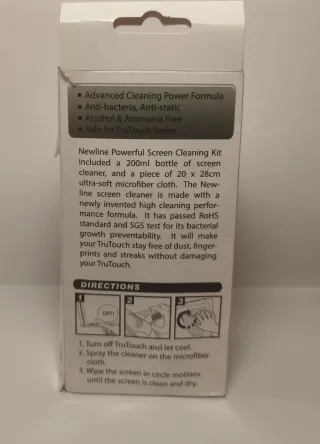 • Advanced Cleaning Power Formula
• Anti-bacteria, Anti-static
• Alcohol & Ammonia Free
• Safe for TruTouch Series
Newline Powerful Screen Cleaning Kit
included a 200ml bottle of screen
cleaner, and a piece of 20 x 28cm
ultra-soft microfiber cloth. The New-
line screen cleaner is made with a
newly invented high cleaning perfor-
mance formula. It has passed RoHS
standard and SGS test for its bacterial
growth preventability. It will make
your TruTouch stay free of dust, finger-
prints and streaks without damaging
your TruTouch.
DIRECTIONS
1 OFF! 2 3
1. Turn off TruTouch and let cool.
2. Spray the cleaner on the microfiber
cloth.
3. Wipe the screen in circle motions
until the screen is clean and dry.